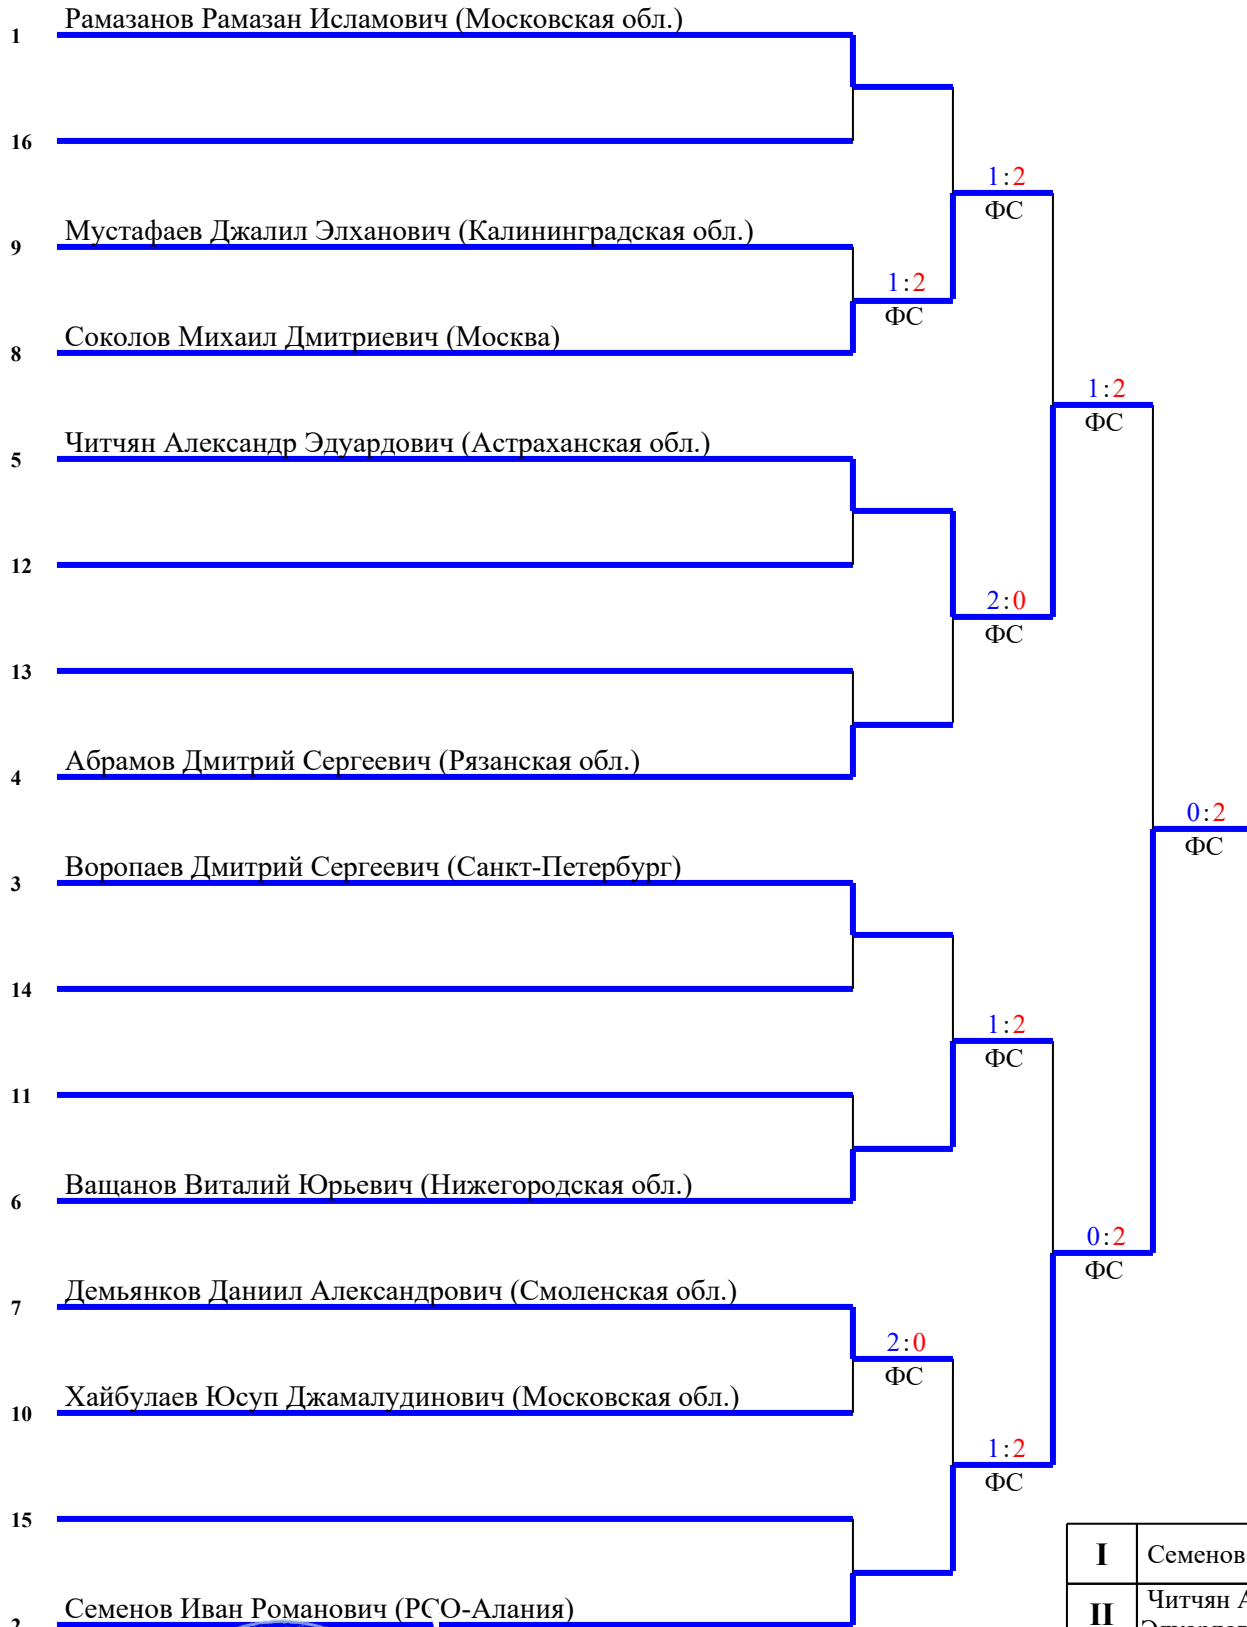 Рамазанов Рамазан Исламович (Московская обл.)
1
16
1:2
ФС
Мустафаев Джалил Элханович (Калининградская обл.)
9
1:2
ФС
Соколов Михаил Дмитриевич (Москва)
8
1:2
ФС
Читчян Александр Эдуардович (Астраханская обл.)
5
12
2:0
ФС
13
Абрамов Дмитрий Сергеевич (Рязанская обл.)
4
0:2
ФС
Воропаев Дмитрий Сергеевич (Санкт-Петербург)
3
14
1:2
ФС
11
Ващанов Виталий Юрьевич (Нижегородская обл.)
6
0:2
ФС
Демьянков Даниил Александрович (Смоленская обл.)
7
2:0
ФС
Хайбулаев Юсуп Джамалудинович (Московская обл.)
10
1:2
ФС
15
I Семенов
Семенов Иван Романович (РСО-Алания)
2
II Читчян А